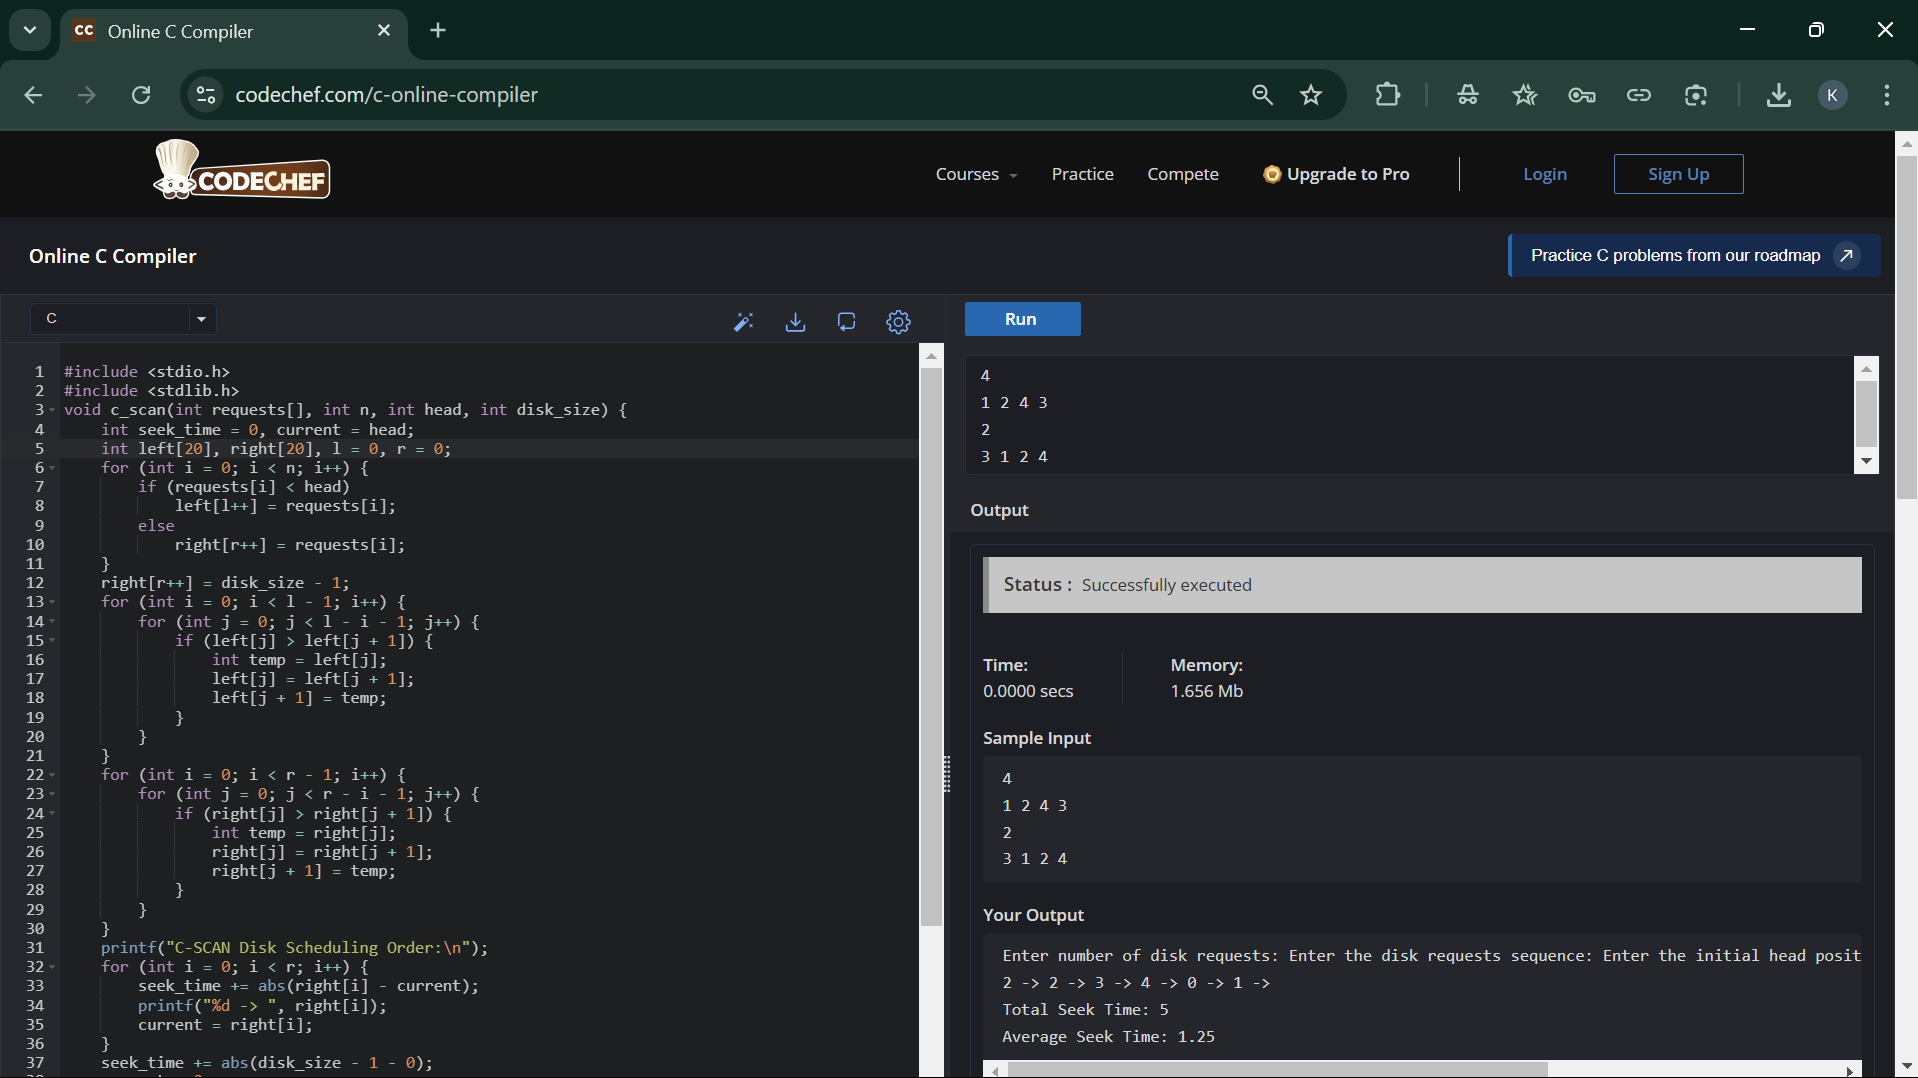 CC Online C Compiler
codechef.com/c-online-compiler
K
CODECHEF
Courses Practice Compete Upgrade to Pro Login Sign Up
Online C Compiler
Practice C problems from our roadmap
C
Run
1 #include <stdio.h>
2 #include <stdlib.h>
3 void c_scan(int requests[], int n, int head, int disk_size) {
4 int seek_time = 0, current = head;
5 int left[20], right[20], l = 0, r = 0;
6 for (int i = 0; i < n; i++) {
7 if (requests[i] < head)
8 left[l++] = requests[i];
9 else
10 right[r++] = requests[i];
11 }
12 right[r++] = disk_size - 1;
13 for (int i = 0; i < l - 1; i++) {
14 for (int j = 0; j < l - i - 1; j++) {
15 if (left[j] > left[j + 1]) {
16 int temp = left[j];
17 left[j] = left[j + 1];
18 left[j + 1] = temp;
19 }
20 }
21 }
22 for (int i = 0; i < r - 1; i++) {
23 for (int j = 0; j < r - i - 1; j++) {
24 if (right[j] > right[j + 1]) {
25 int temp = right[j];
26 right[j] = right[j + 1];
27 right[j + 1] = temp;
28 }
29 }
30 }
31 printf("C-SCAN Disk Scheduling Order:\n");
32 for (int i = 0; i < r; i++) {
33 seek_time += abs(right[i] - current);
34 printf("%d -> ", right[i]);
35 current = right[i];
36 }
37 seek_time += abs(disk_size - 1 - 0);
4
1 2 4 3
2
3 1 2 4
Output
Status : Successfully executed
Time: Memory:
0.0000 secs 1.656 Mb
Sample Input
4
1 2 4 3
2
3 1 2 4
Your Output
Enter number of disk requests: Enter the disk requests sequence: Enter the initial head posit
2 -> 2 -> 3 -> 4 -> 0 -> 1 ->
Total Seek Time: 5
Average Seek Time: 1.25